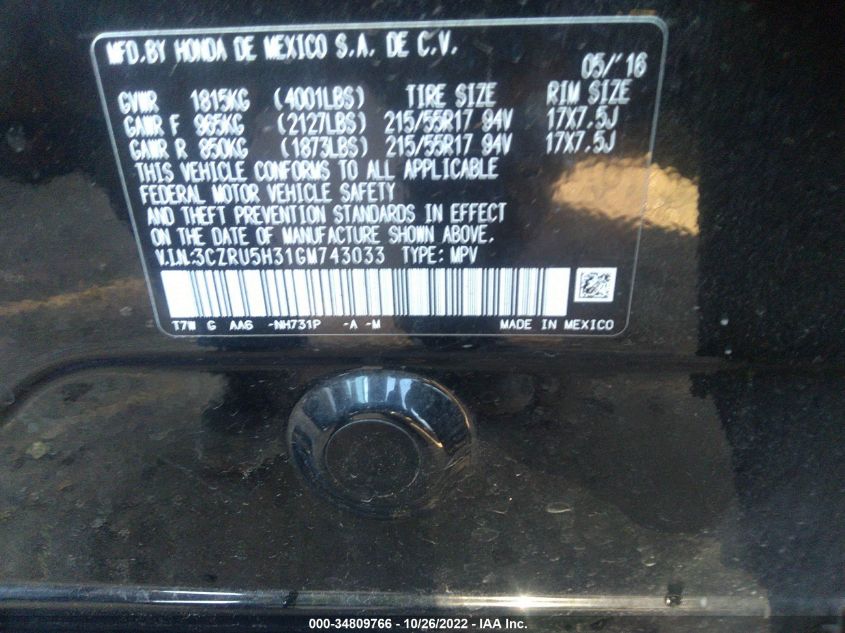 MFD.BY HONDA DE MEXICO S.A. DE C.V.
05/'16
GVWR 1815KG (4001LBS) TIRE SIZE RIM SIZE
GAWR F 965KG (2127LBS) 215/55R17 94V 17X7.5J
GAWR R 850KG (1873LBS) 215/55R17 94V 17X7.5J
THIS VEHICLE CONFORMS TO ALL APPLICABLE
FEDERAL MOTOR VEHICLE SAFETY
AND THEFT PREVENTION STANDARDS IN EFFECT
ON THE DATE OF MANUFACTURE SHOWN ABOVE.
V.I.N.:3CZRU5H31GM743033 TYPE: MPV
T7W G AA6 -NH731P -A -M MADE IN MEXICO
000-34809766 - 10/26/2022 - IAA Inc.